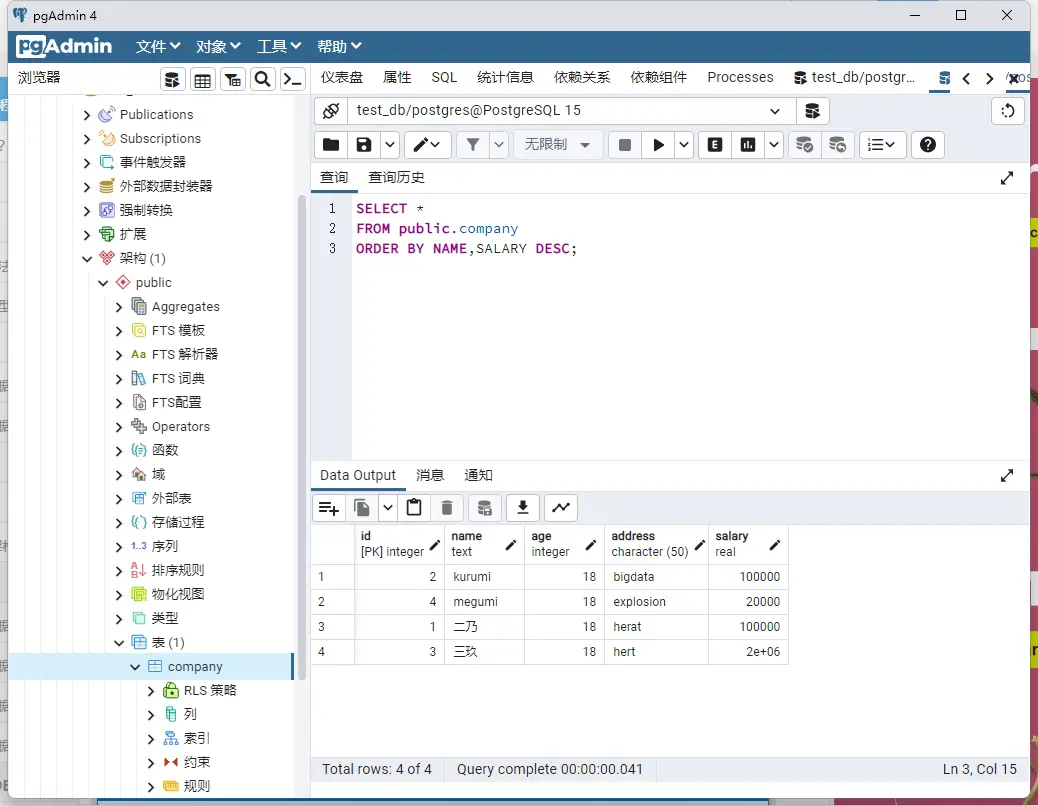 pgAdmin 4
pgAdmin 文件 对象 工具 帮助
浏览器
仪表盘 属性 SQL 统计信息 依赖关系 依赖组件 Processes test_db/postgr...
Publications
Subscriptions
事件触发器
外部数据封装器
强制转换
扩展
架构 (1)
public
Aggregates
FTS 模板
Aa FTS 解析器
FTS 词典
FTS配置
Operators
函数
域
外部表
存储过程
1..3 序列
排序规则
物化视图
类型
表 (1)
company
RLS 策略
列
索引
约束
规则
test_db/postgres@PostgreSQL 15
无限制
查询 查询历史
1 SELECT *
2 FROM public.company
3 ORDER BY NAME,SALARY DESC;
Data Output 消息 通知
id name age address salary
[PK] integer text integer character (50) real
1 2 kurumi 18 bigdata 100000
2 4 megumi 18 explosion 20000
3 1 二乃 18 herat 100000
4 3 三玖 18 hert 2e+06
Total rows: 4 of 4 Query complete 00:00:00.041 Ln 3, Col 15